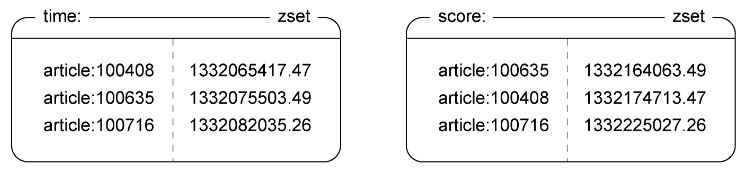 time: zset
article:100408 1332065417.47
article:100635 1332075503.49
article:100716 1332082035.26
score: zset
article:100635 1332164063.49
article:100408 1332174713.47
article:100716 1332225027.26